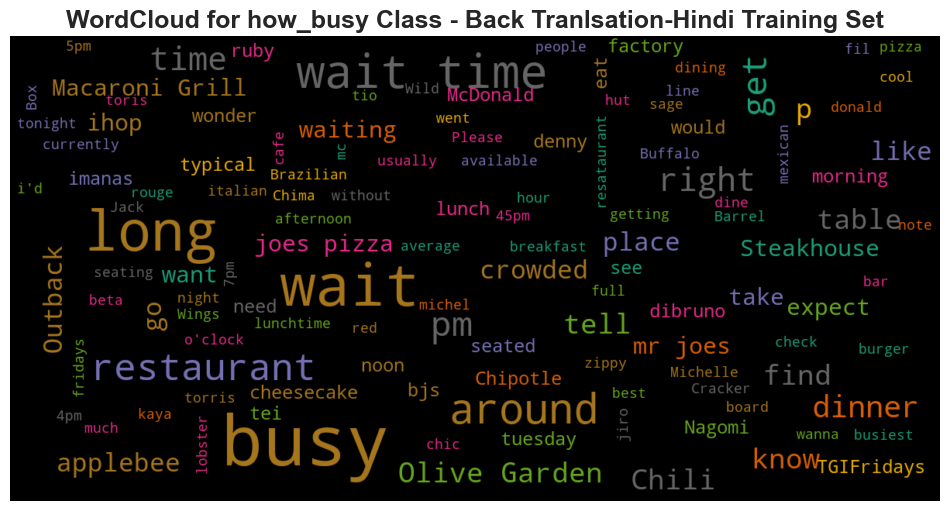 WordCloud for how_busy Class - Back Tranlsation-Hindi Training Set
5pm
time
ruby
wait time
people
factory
fil
pizza
Box
Macaroni Grill
toris
tio
Wild
McDonald
eat
dining
line
get
cool
tonight
ihop
wonder
waiting
went
hut
sage
p
donald
currently
cafe
mc
Please
denny
would
like
typical
usually
available
resataurant
Buffalo
mexican
i'd
imanas
rouge
italian
Brazilian
Chima
without
hour
right
morning
Jack
long
afternoon
lunch
45pm
getting
dine
Barrel
table
note
Outback
seating
want
7pm
joes pizza
average
breakfast
place
see
Steakhouse
crowded
wait
beta
go
night
Wings
need
lunchtime
michel
full
dibruno
take
bar
expect
fridays
o'clock
red
pm
seated
tell
mr joes
check
burger
restaurant
noon
zippy
Michelle
find
torris
cheesecake
bjs
Chipotle
best
Cracker
4pm
kaya
tei
around
jiro
board
dinner
much
lobster
busy
chic
tuesday
Nagomi
wanna
busiest
applebee
Olive Garden
Chili
know
TGIFridays